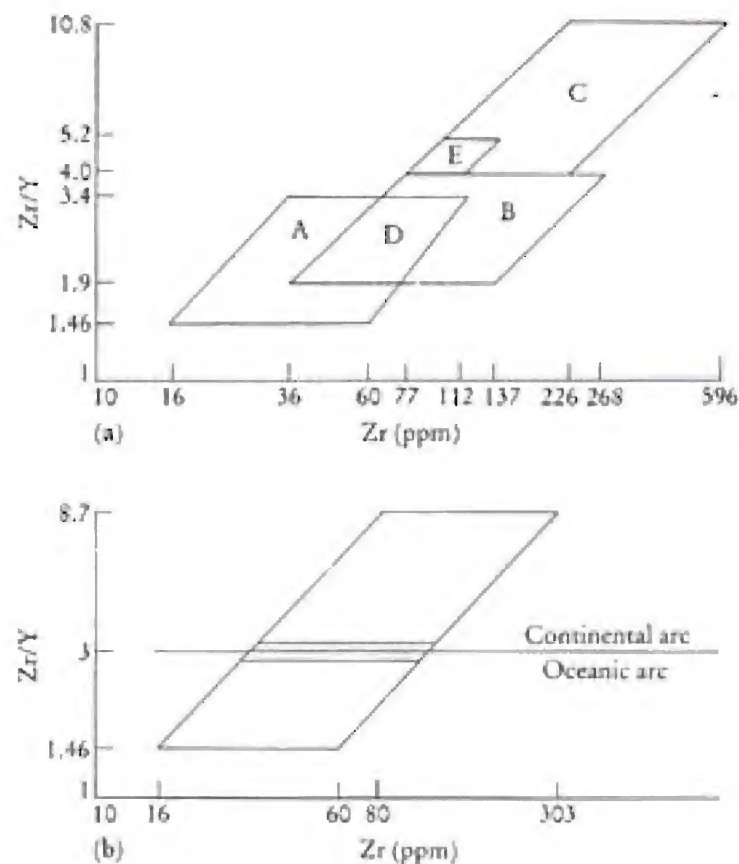 10.8
C
5.2
E
4.0
3.4
Zr/Y
A
D
B
1.9
1.46
1
10 16 36 60 77 112 137 226 268 596
(a) Zr (ppm)
8.7
Continental arc
Zr/Y
3
Oceanic arc
1.46
1
10 16 60 80 303
(b) Zr (ppm)